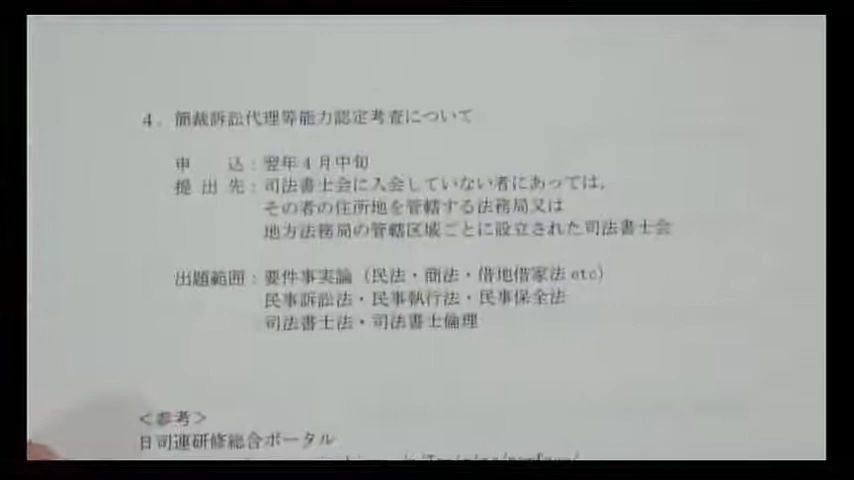 4．簡裁訴訟代理等能力認定考査について
申　　込：翌年4月中旬
提 出 先：司法書士会に入会していない者にあっては，
その者の住所地を管轄する法務局又は
地方法務局の管轄区域ごとに設立された司法書士会
出題範囲：要件事実論（民法・商法・借地借家法 etc）
民事訴訟法・民事執行法・民事保全法
司法書士法・司法書士倫理
＜参考＞
日司連研修総合ポータル